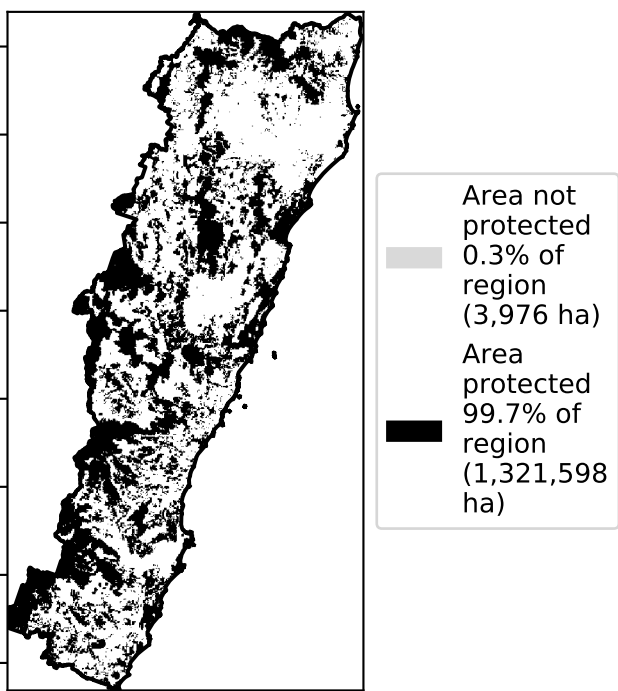 Area not
protected
0.3% of
region
(3,976 ha)
Area
protected
99.7% of
region
(1,321,598
ha)